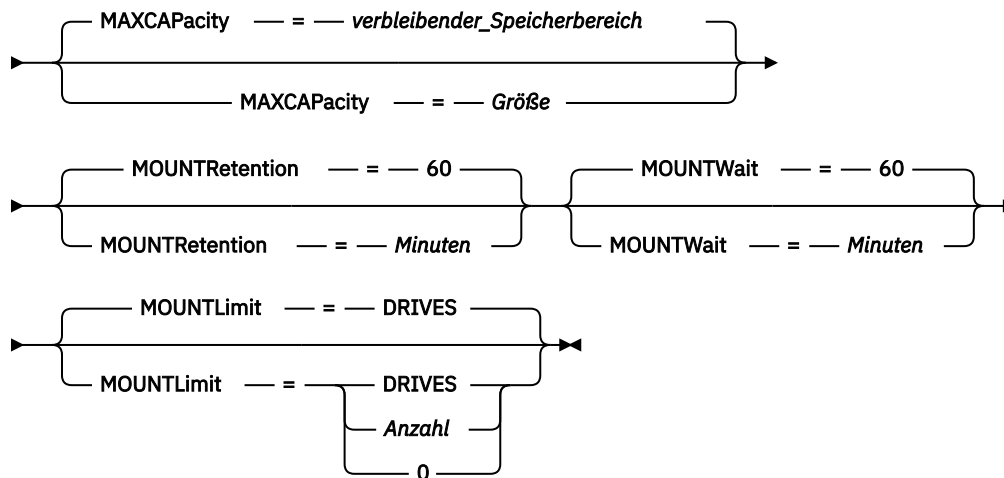 MAXCAPacity = verbleibender_Speicherbereich
MAXCAPacity = Größe
MOUNTRetention = 60 MOUNTWait = 60
MOUNTRetention = Minuten MOUNTWait = Minuten
MOUNTLimit = DRIVES
MOUNTLimit = DRIVES
Anzahl
0